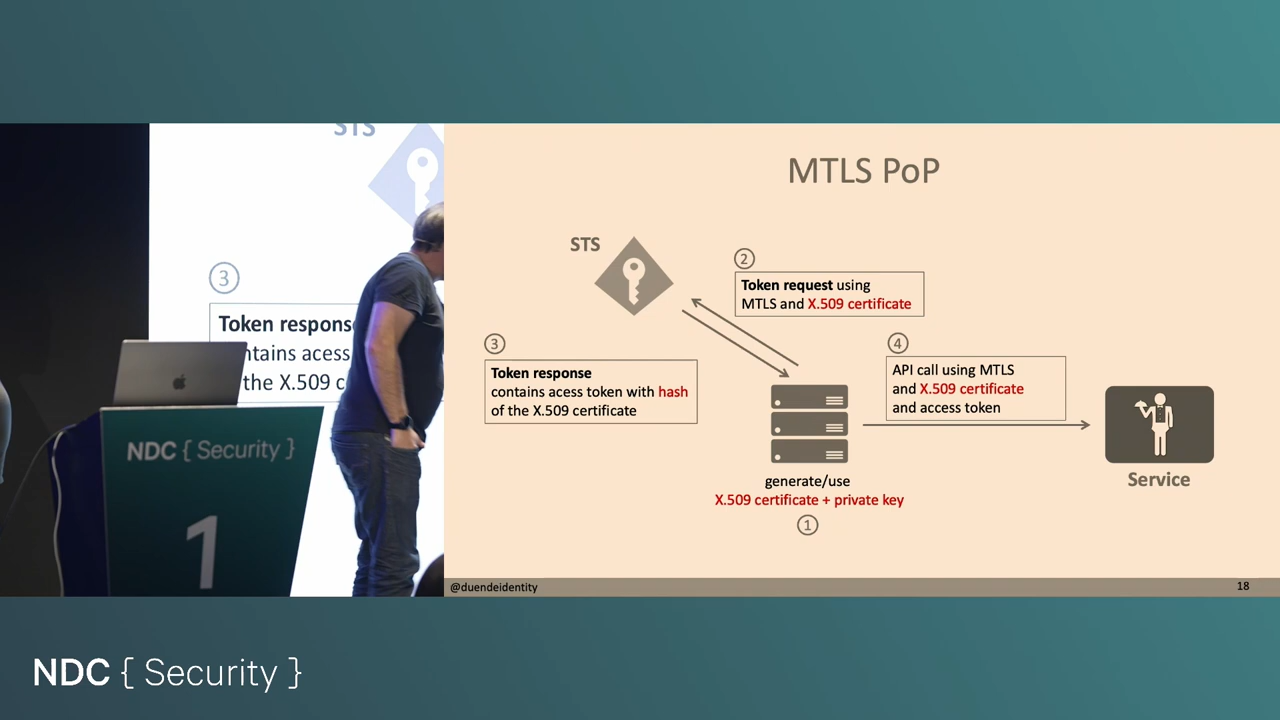 STS
3
Token response
ntains acess
the X.509 c
NDC { Security }
1
MTLS PoP
STS
2
Token request using
MTLS and X.509 certificate
3
Token response
contains acess token with hash
of the X.509 certificate
4
API call using MTLS
and X.509 certificate
and access token
Service
generate/use
X.509 certificate + private key
1
@duendeidentity
18
NDC { Security }